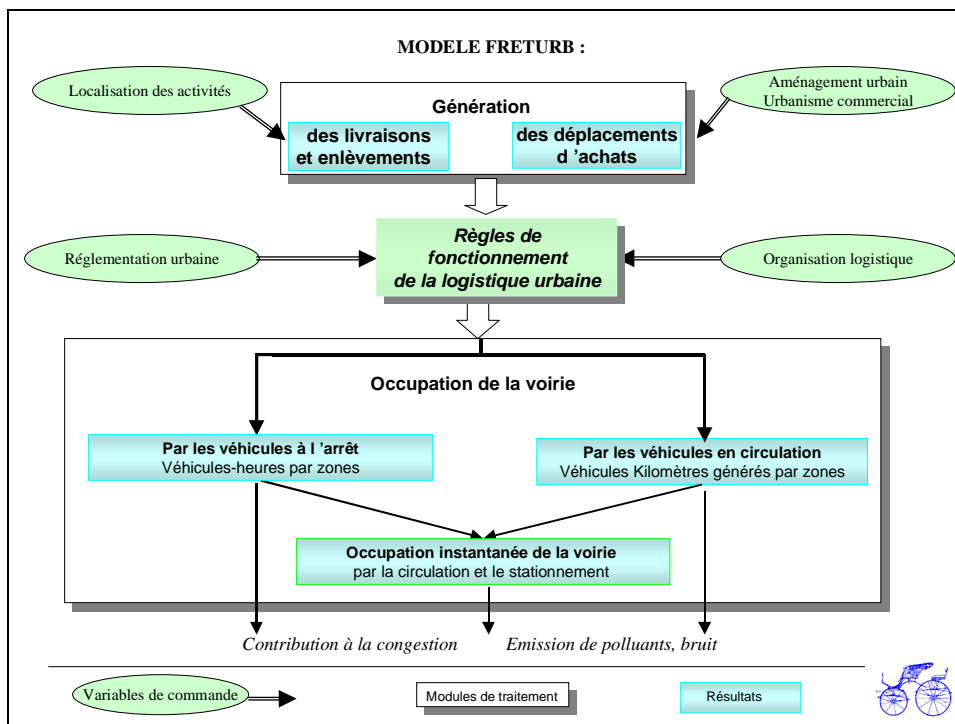 MODELE FRETURB :
Localisation des activités
Aménagement urbain
Urbanisme commercial
Génération
des livraisons
et enlèvements
des déplacements
d ’achats
Règles de
fonctionnement
de la logistique urbaine
Réglementation urbaine
Organisation logistique
Occupation de la voirie
Par les véhicules à l ’arrêt
Véhicules-heures par zones
Par les véhicules en circulation
Véhicules Kilomètres générés par zones
Occupation instantanée de la voirie
par la circulation et le stationnement
Contribution à la congestion
Emission de polluants, bruit
Variables de commande
Modules de traitement
Résultats